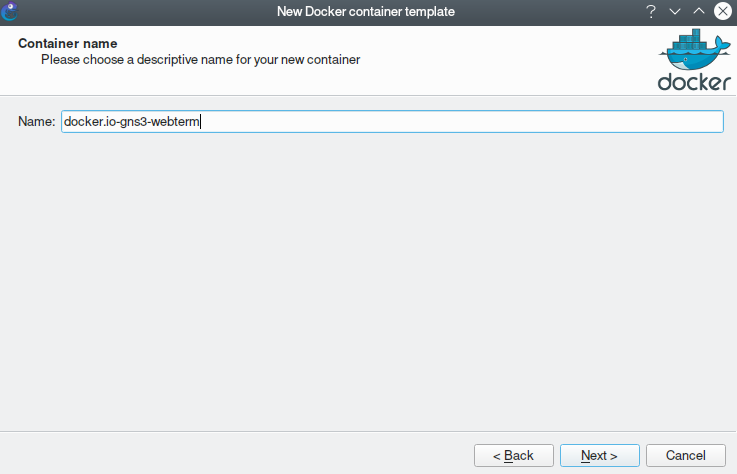 New Docker container template
?
Container name
Please choose a descriptive name for your new container
docker
Name: docker.io-gns3-webterm
< Back Next > Cancel